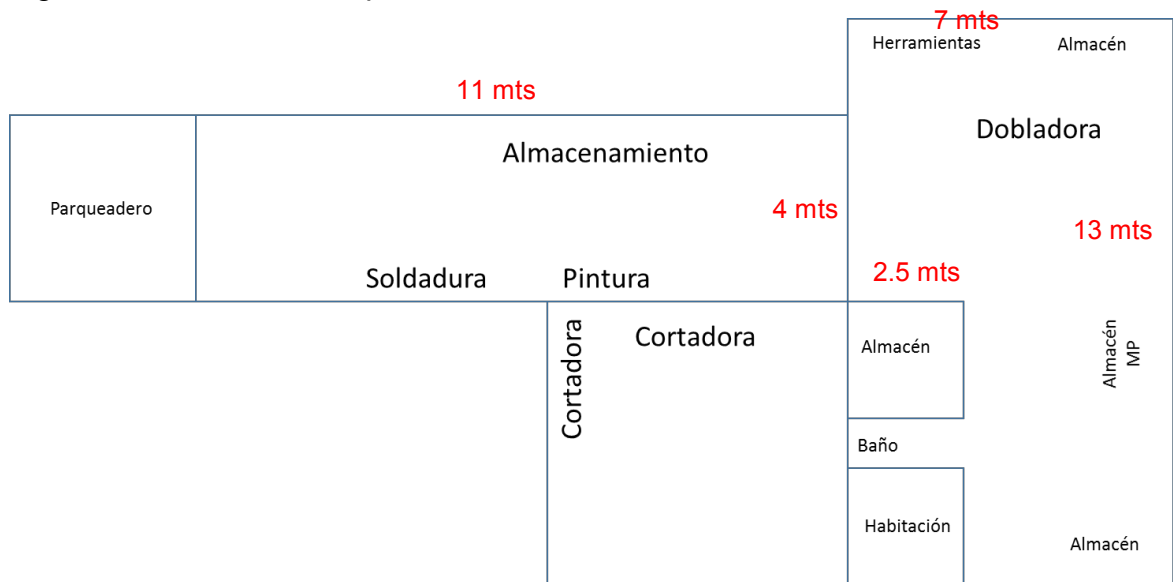 7 mts
Herramientas
Almacén
11 mts
Dobladora
Almacenamiento
Parqueadero
4 mts
13 mts
Soldadura
Pintura
2.5 mts
Cortadora
Cortadora
Almacén
Almacén
MP
Baño
Habitación
Almacén